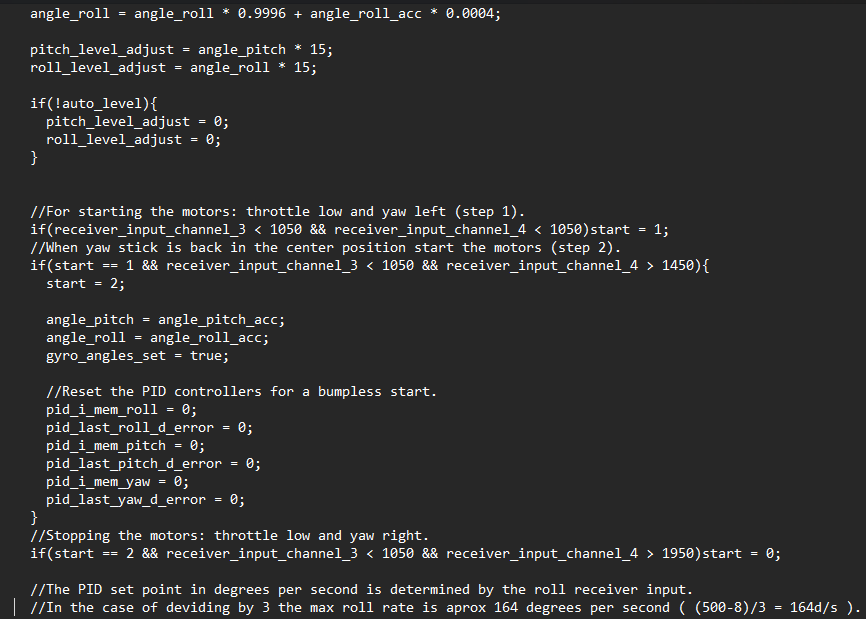 angle_roll = angle_roll * 0.9996 + angle_roll_acc * 0.0004;
pitch_level_adjust = angle_pitch * 15;
roll_level_adjust = angle_roll * 15;
if(!auto_level){
pitch_level_adjust = 0;
roll_level_adjust = 0;
}
//For starting the motors: throttle low and yaw left (step 1).
if(receiver_input_channel_3 < 1050 && receiver_input_channel_4 < 1050)start = 1;
//When yaw stick is back in the center position start the motors (step 2).
if(start == 1 && receiver_input_channel_3 < 1050 && receiver_input_channel_4 > 1450){
start = 2;
angle_pitch = angle_pitch_acc;
angle_roll = angle_roll_acc;
gyro_angles_set = true;
//Reset the PID controllers for a bumpless start.
pid_i_mem_roll = 0;
pid_last_roll_d_error = 0;
pid_i_mem_pitch = 0;
pid_last_pitch_d_error = 0;
pid_i_mem_yaw = 0;
pid_last_yaw_d_error = 0;
}
//Stopping the motors: throttle low and yaw right.
if(start == 2 && receiver_input_channel_3 < 1050 && receiver_input_channel_4 > 1950)start = 0;
//The PID set point in degrees per second is determined by the roll receiver input.
//In the case of deviding by 3 the max roll rate is aprox 164 degrees per second ( (500-8)/3 = 164d/s ).